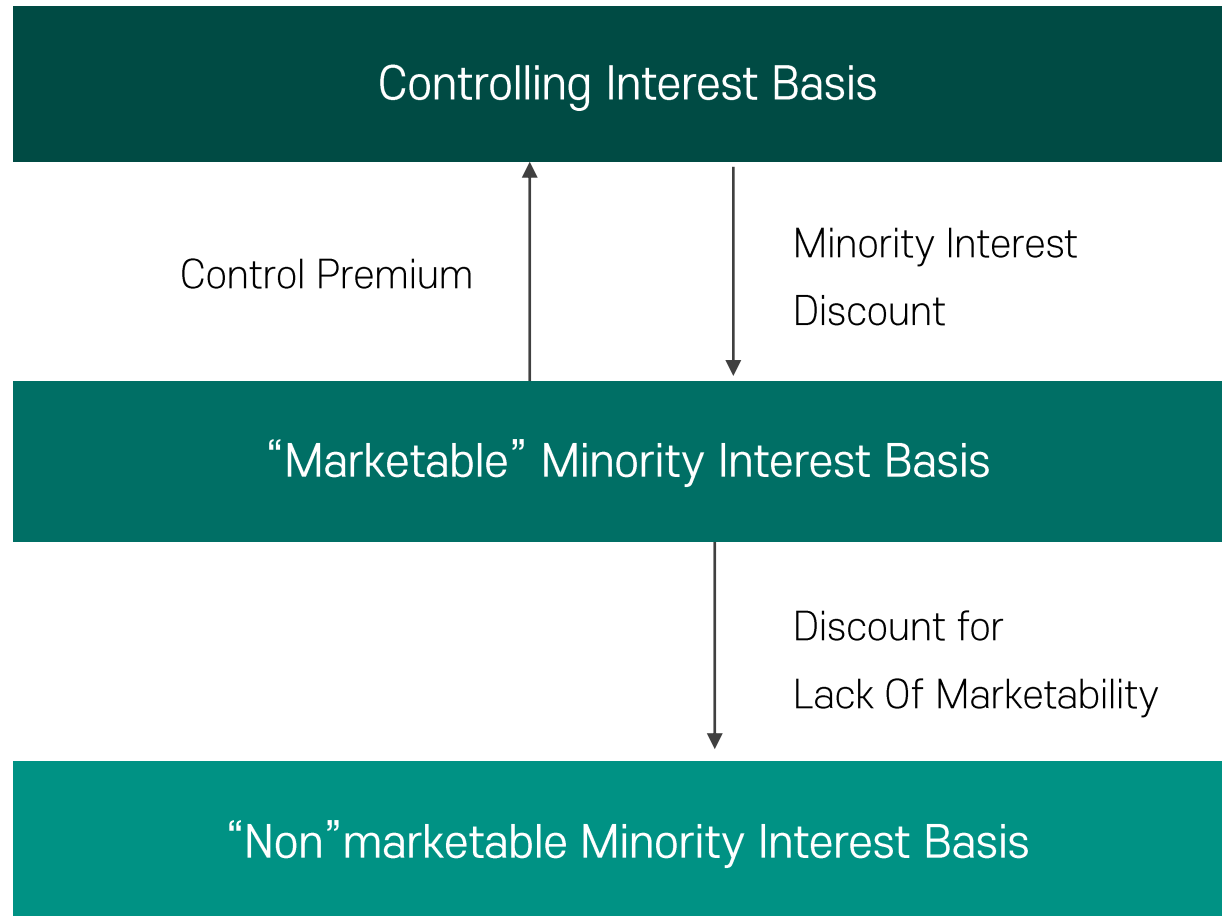 Controlling Interest Basis
Control Premium
Minority Interest
Discount
“Marketable” Minority Interest Basis
Discount for
Lack Of Marketability
“Non”marketable Minority Interest Basis